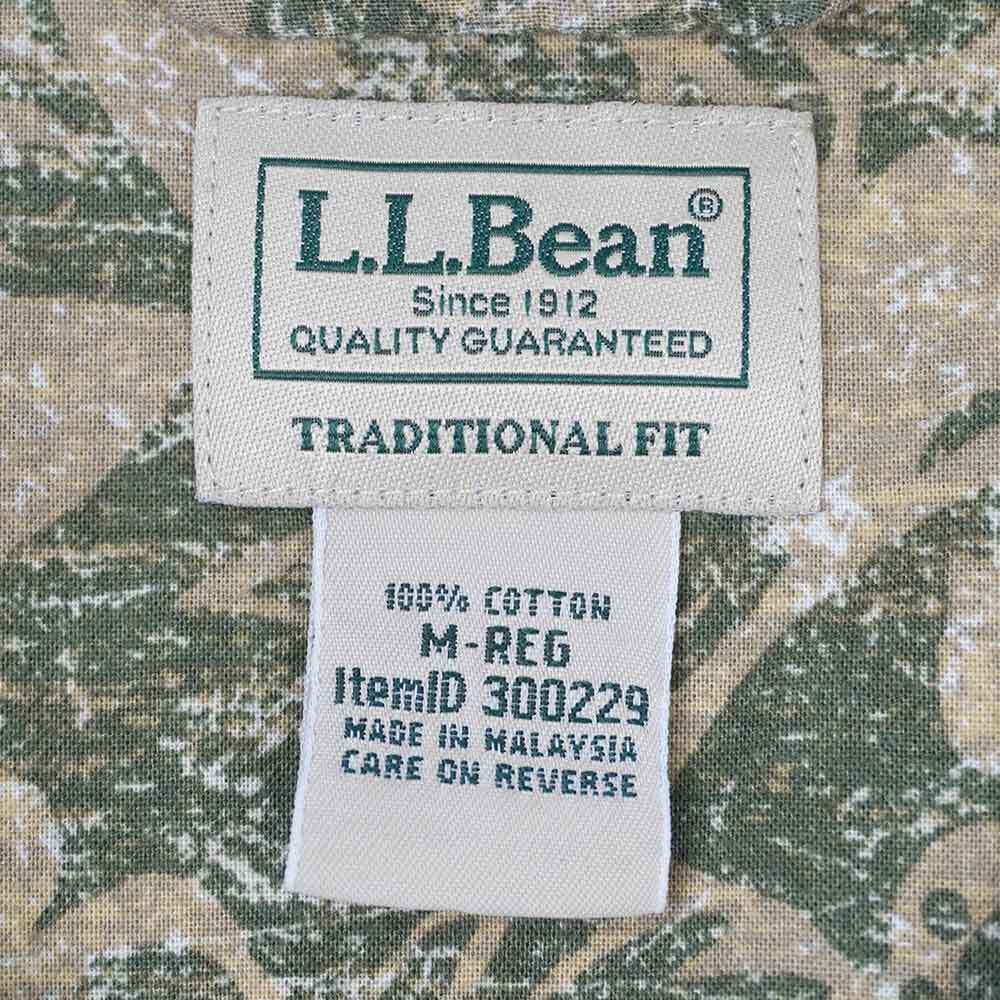 L.L.Bean®
Since 1912
QUALITY GUARANTEED
TRADITIONAL FIT
100% COTTON
M-REG
ItemID 300229
MADE IN MALAYSIA
CARE ON REVERSE